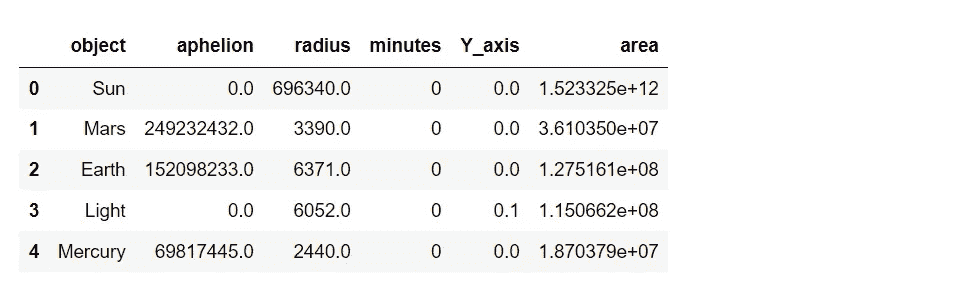 object aphelion radius minutes Y_axis area
0 Sun 0.0 696340.0 0 0.0 1.523325e+12
1 Mars 249232432.0 3390.0 0 0.0 3.610350e+07
2 Earth 152098233.0 6371.0 0 0.0 1.275161e+08
3 Light 0.0 6052.0 0 0.1 1.150662e+08
4 Mercury 69817445.0 2440.0 0 0.0 1.870379e+07